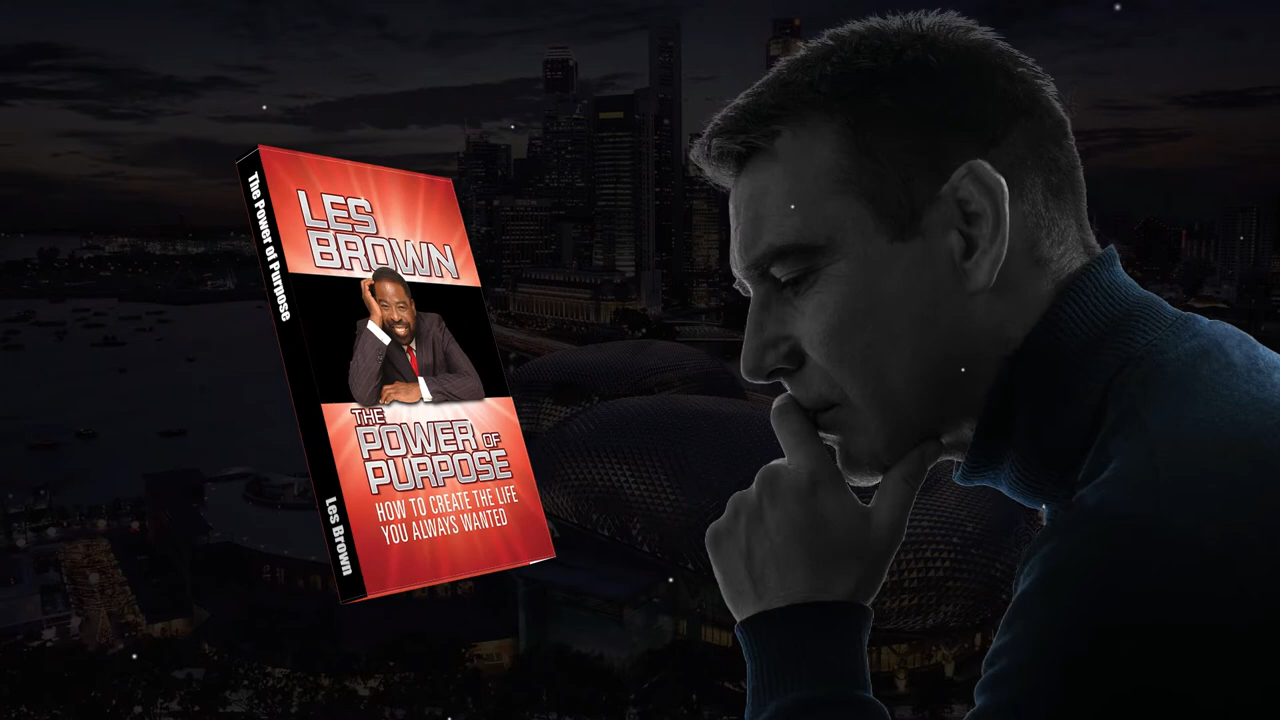 The Power of Purpose
Les Brown
LES
BROWN
THE
POWER OF
PURPOSE
HOW TO CREATE THE LIFE
YOU ALWAYS WANTED